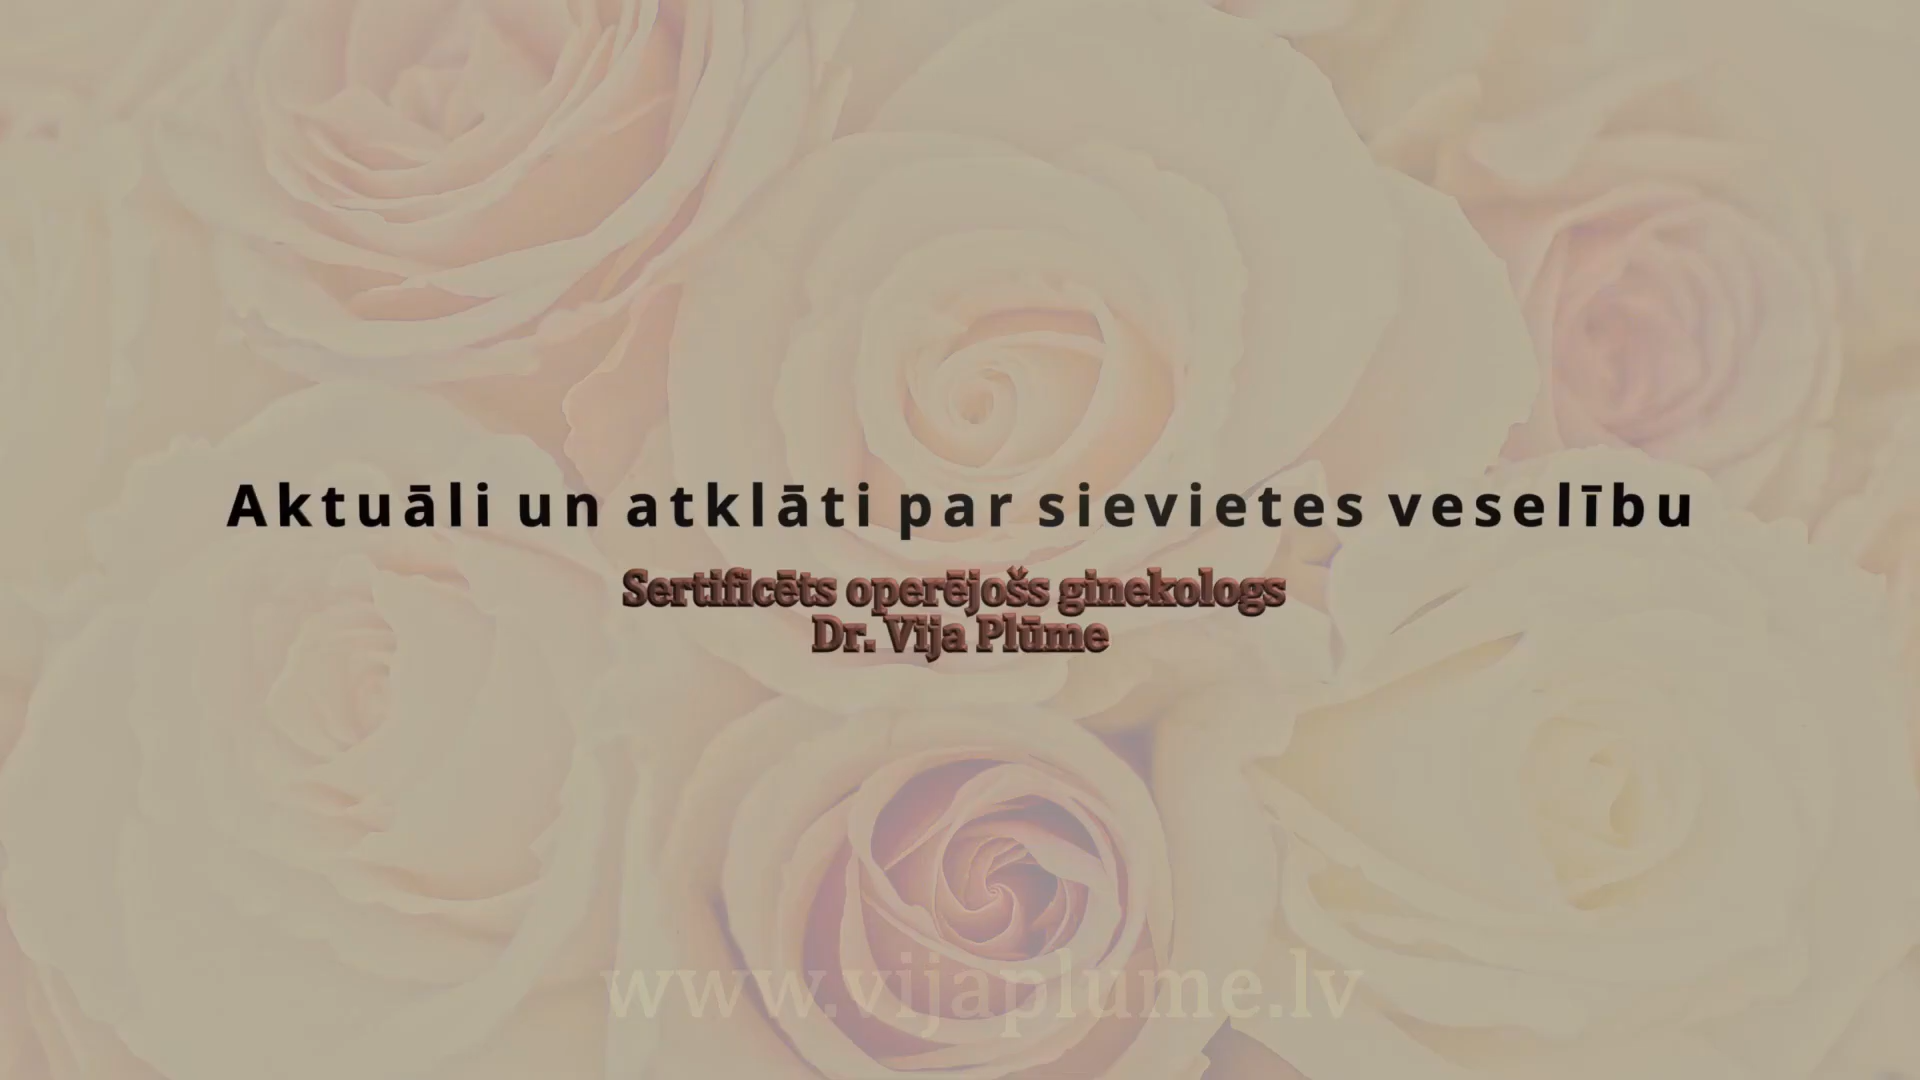 Aktuāli un atklāti par sievietes veselību
Sertificēts operējošs ginekologs
Dr. Vija Plūme
www.vijaplume.lv